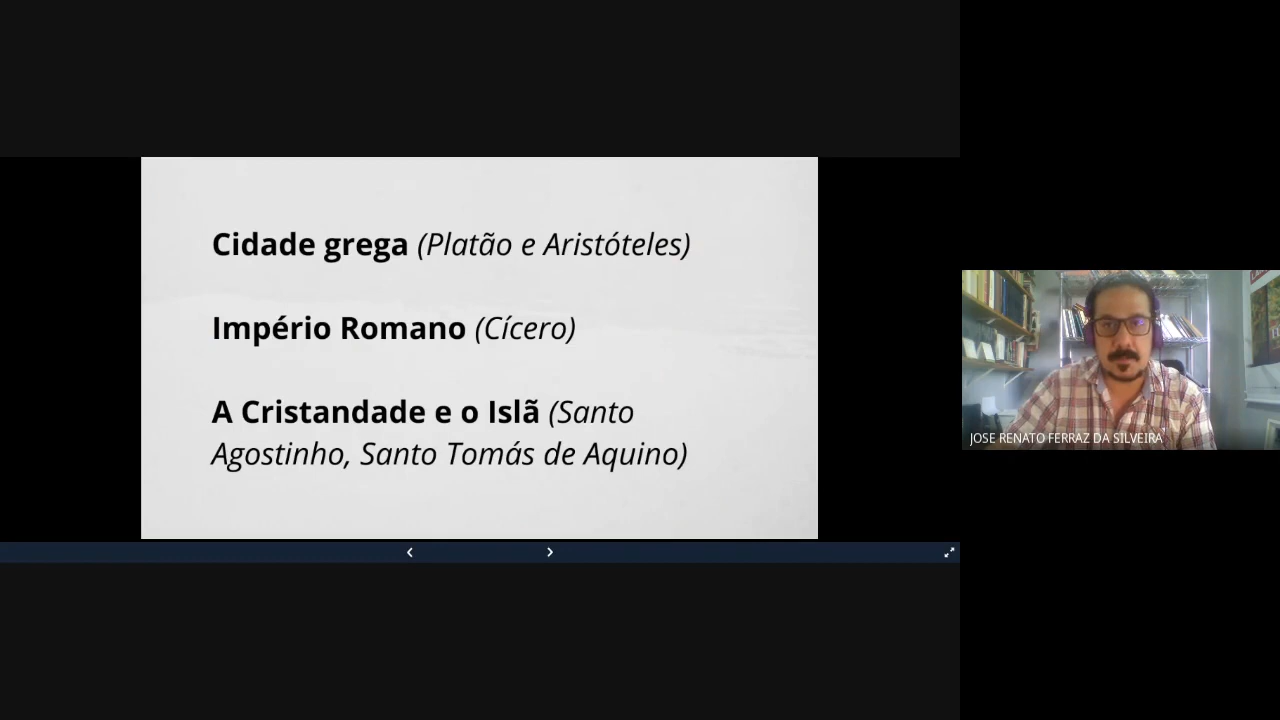 Cidade grega (Platão e Aristóteles)
Império Romano (Cícero)
A Cristandade e o Islã (Santo
Agostinho, Santo Tomás de Aquino)
JOSE RENATO FERRAZ DA SILVEIRA